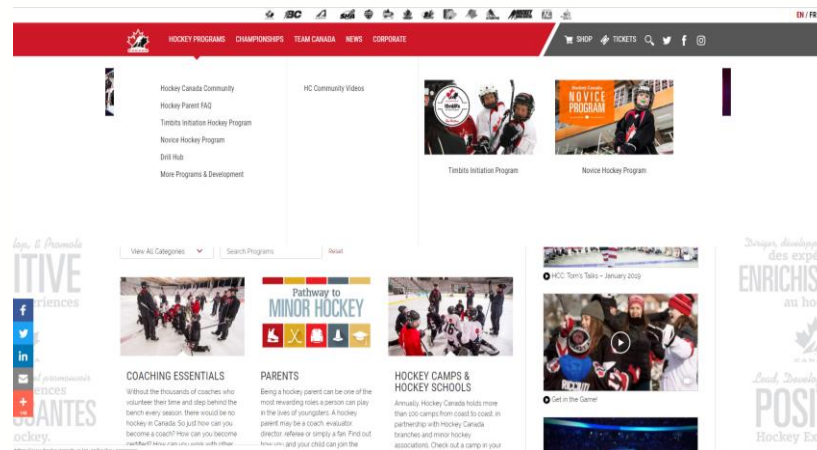 BC
EN / FR
HOCKEY PROGRAMS CHAMPIONSHIPS TEAM CANADA NEWS CORPORATE
SHOP TICKETS
Hockey Canada Community
Hockey Parent FAQ
Timbits Initiation Hockey Program
Novice Hockey Program
Drill Hub
More Programs & Development
HC Community Videos
NOVICE
PROGRAM
Timbits Initiation Program
Novice Hockey Program
View All Categories
Search Programs
Reset
HCC Tom's Tasks – January 2019
Pathway to
MINOR HOCKEY
COACHING ESSENTIALS
Without the thousands of coaches who
volunteer their time and step behind the
bench every season, there would be no
hockey in Canada. So just how can you
become a coach? How can you become
certified? How can you work with other
PARENTS
Being a hockey parent can be one of the
most rewarding roles a person can play
in the lives of youngsters. A hockey
parent may be a coach, evaluator,
director, referee or simply a fan. Find out
how you and your child can join the
HOCKEY CAMPS &
HOCKEY SCHOOLS
Annually, Hockey Canada holds more
than 100 camps from coast to coast, in
partnership with Hockey Canada
branches and minor hockey
associations. Check out a camp in your
Get in the Game!
ITIVE
ockey.
ENRICHIS
des expé
au ho
POSI
Hockey Ex